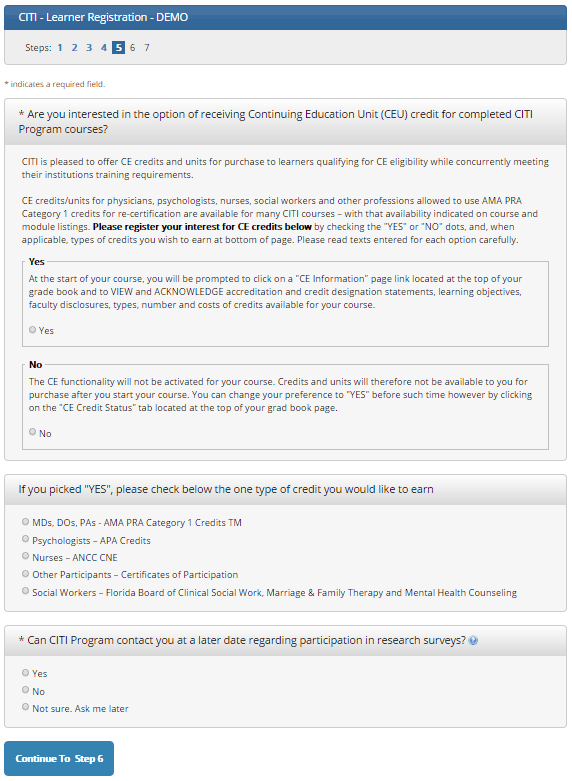 CITI - Learner Registration - DEMO
Steps: 1 2 3 4 5 6 7
* indicates a required field.
* Are you interested in the option of receiving Continuing Education Unit (CEU) credit for completed CITI
Program courses?
CITI is pleased to offer CE credits and units for purchase to learners qualifying for CE eligibility while concurrently meeting
their institutions training requirements.
CE credits/units for physicians, psychologists, nurses, social workers and other professions allowed to use AMA PRA
Category 1 credits for re-certification are available for many CITI courses – with that availability indicated on course and
module listings. Please register your interest for CE credits below by checking the "YES" or "NO" dots, and, when
applicable, types of credits you wish to earn at bottom of page. Please read texts entered for each option carefully.
Yes
At the start of your course, you will be prompted to click on a "CE Information" page link located at the top of your
grade book and to VIEW and ACKNOWLEDGE accreditation and credit designation statements, learning objectives,
faculty disclosures, types, number and costs of credits available for your course.
Yes
No
The CE functionality will not be activated for your course. Credits and units will therefore not be available to you for
purchase after you start your course. You can change your preference to "YES" before such time however by clicking
on the "CE Credit Status" tab located at the top of your grad book page.
No
If you picked "YES", please check below the one type of credit you would like to earn
MDs, DOs, PAs - AMA PRA Category 1 Credits TM
Psychologists – APA Credits
Nurses – ANCC CNE
Other Participants – Certificates of Participation
Social Workers – Florida Board of Clinical Social Work, Marriage & Family Therapy and Mental Health Counseling
* Can CITI Program contact you at a later date regarding participation in research surveys? ?
Yes
No
Not sure. Ask me later
Continue To Step 6